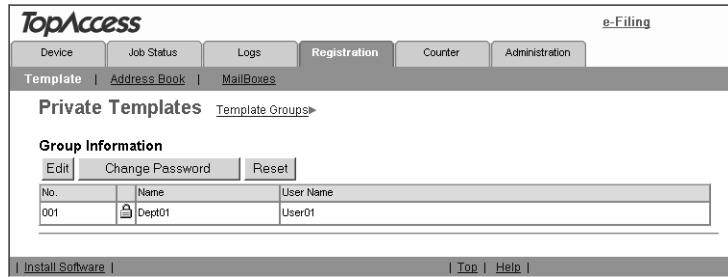 TopAccess e-Filing
Device Job Status Logs Registration Counter Administration
Template | Address Book | MailBoxes
Private Templates Template Groups
Group Information
Edit Change Password Reset
No. Name User Name
001 Dept01 User01
| Install Software | | Top | Help |